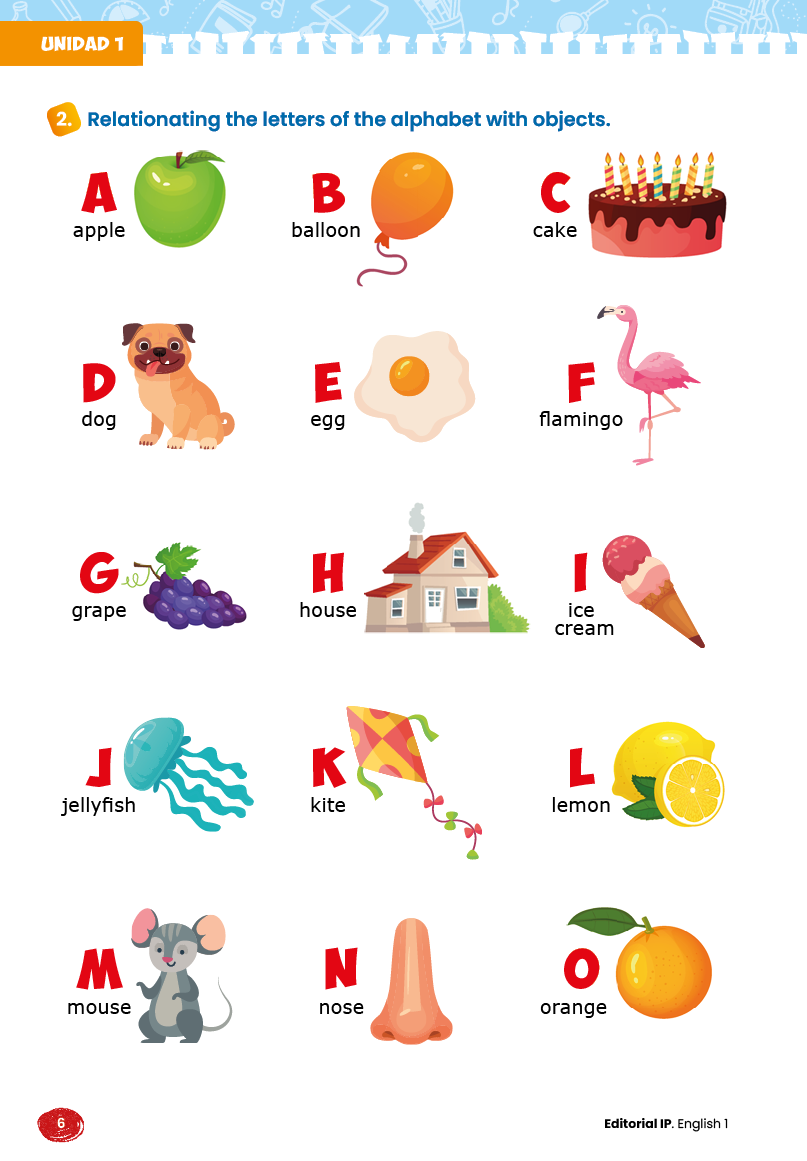 UNIDAD 1
2. Relationating the letters of the alphabet with objects.
A
apple
B
balloon
C
cake
D
dog
E
egg
F
flamingo
G
grape
H
house
I
ice
cream
J
jellyfish
K
kite
L
lemon
M
mouse
N
nose
O
orange
6
Editorial IP. English 1